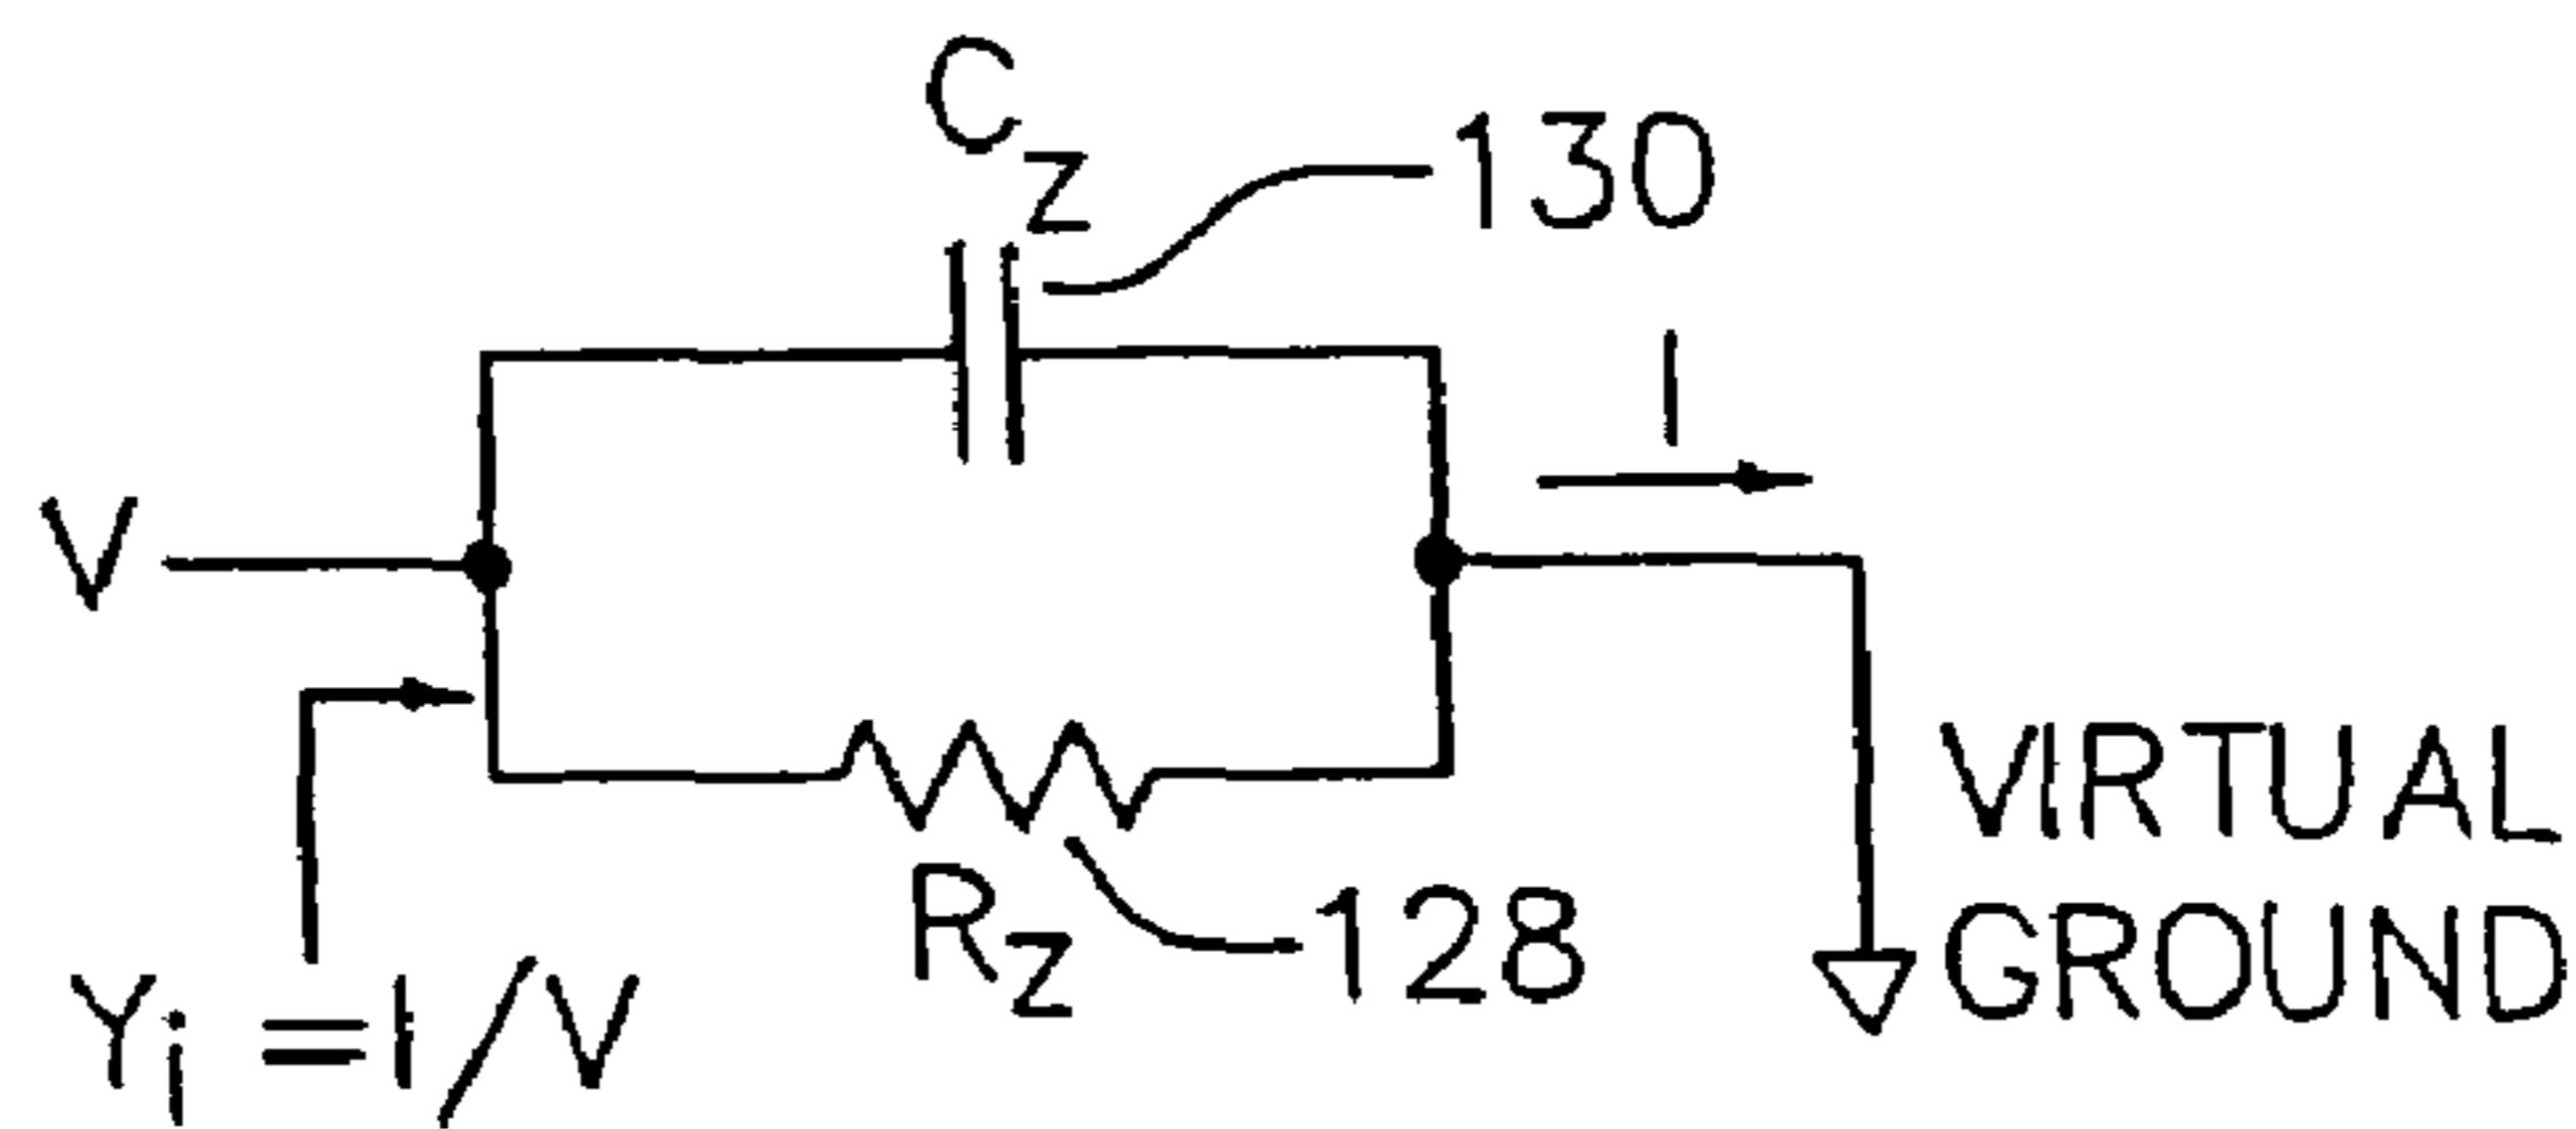 C_Z
130
I
V
VIRTUAL
GROUND
R_Z
128
Y_i = I/V